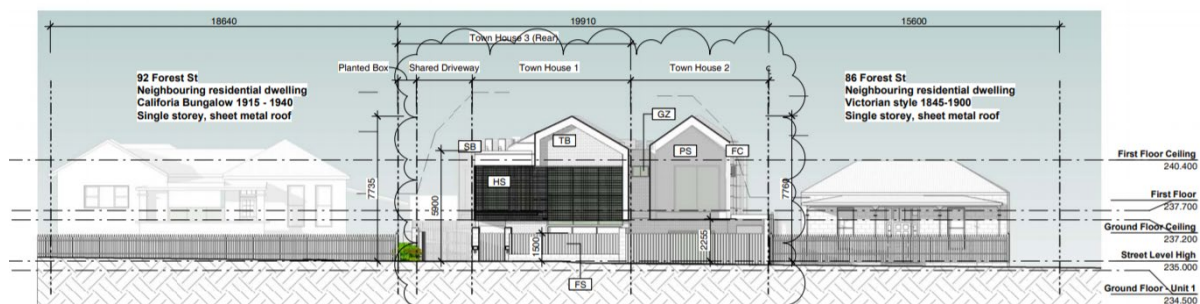 18640
19910
15600
Town House 3 (Rear)
Planted Box
Shared Driveway
Town House 1
Town House 2
92 Forest St
Neighbouring residential dwelling
Califoria Bungalow 1915 - 1940
Single storey, sheet metal roof
86 Forest St
Neighbouring residential dwelling
Victorian style 1845-1900
Single storey, sheet metal roof
GZ
SB
TB
PS
FC
HS
FS
7735
5900
1500
2255
7760
First Floor Ceiling
240.400
First Floor
237.700
Ground Floor Ceiling
237.200
Street Level High
235.000
Ground Floor - Unit 1
234.500